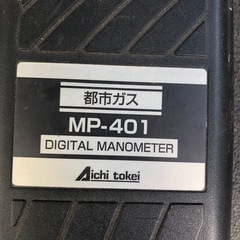 都市ガス
MP-401
DIGITAL MANOMETER
Aichi tokei